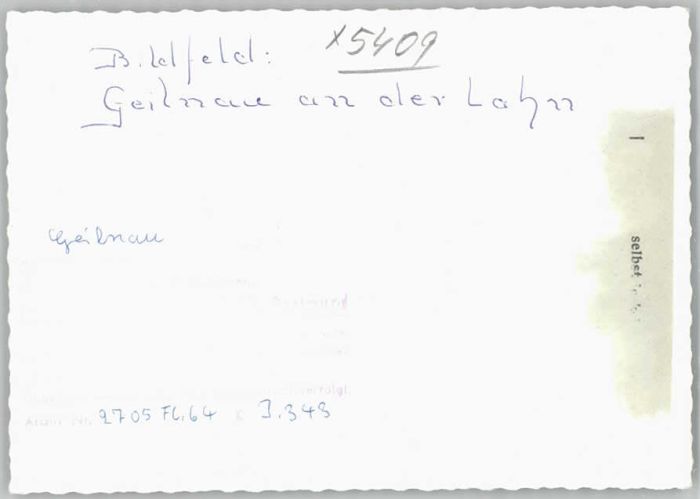 x5409
Bildfeld:
Geilnau an der Lahn
selbst
Geilnau
2705 FL.64 J.343